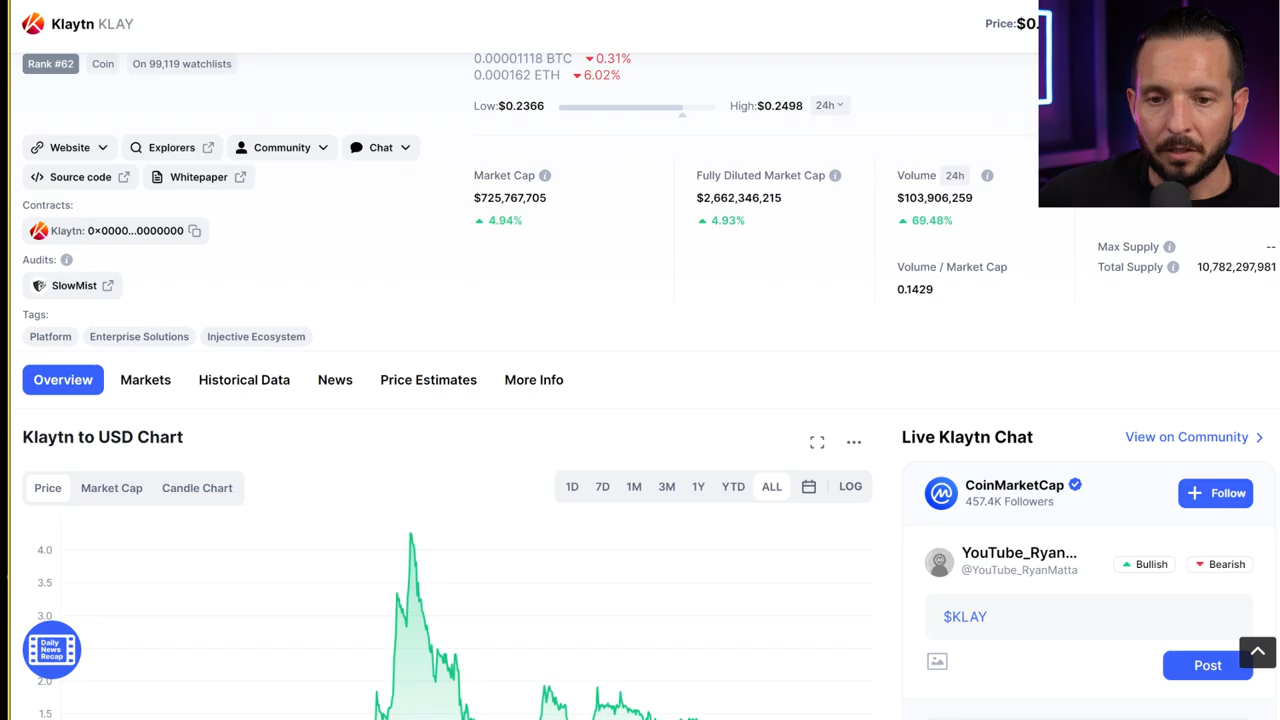 Klaytn KLAY
Price: $0.
Rank #62 Coin On 99,119 watchlists
0.00001118 BTC 0.31%
0.000162 ETH 6.02%
Low: $0.2366 High: $0.2498 24h
Website Explorers Community Chat
Source code Whitepaper
Contracts:
Klaytn: 0x0000...0000000
Audits:
SlowMist
Tags:
Platform Enterprise Solutions Injective Ecosystem
Market Cap
$725,767,705
4.94%
Fully Diluted Market Cap
$2,662,346,215
4.93%
Volume 24h
$103,906,259
69.48%
Volume / Market Cap
0.1429
Max Supply --
Total Supply 10,782,297,981
Overview Markets Historical Data News Price Estimates More Info
Klaytn to USD Chart
Price Market Cap Candle Chart
1D 7D 1M 3M 1Y YTD ALL LOG
4.0
3.5
3.0
2.0
1.5
Daily
News
Recap
Live Klaytn Chat View on Community
CoinMarketCap
457.4K Followers
Follow
YouTube_Ryan...
@YouTube_RyanMatta
Bullish Bearish
$KLAY
Post